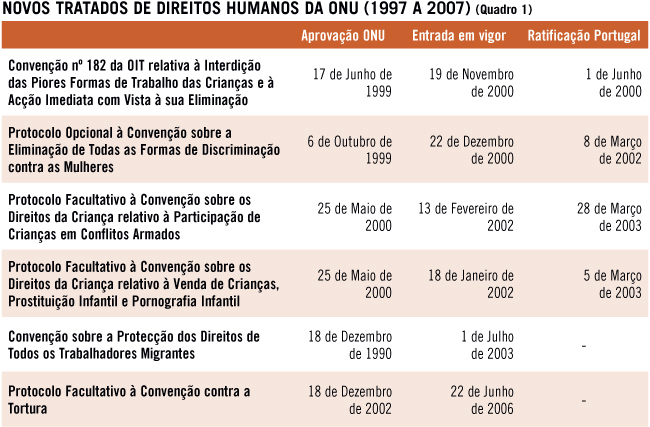 NOVOS TRATADOS DE DIREITOS HUMANOS DA ONU (1997 A 2007) (Quadro 1)
Aprovação ONU Entrada em vigor Ratificação Portugal
Convenção nº 182 da OIT relativa à Interdição
das Piores Formas de Trabalho das Crianças e à
Acção Imediata com Vista à sua Eliminação
17 de Junho de
1999
19 de Novembro
de 2000
1 de Junho
de 2000
Protocolo Opcional à Convenção sobre a
Eliminação de Todas as Formas de Discriminação
contra as Mulheres
6 de Outubro de
1999
22 de Dezembro
de 2000
8 de Março
de 2002
Protocolo Facultativo à Convenção sobre os
Direitos da Criança relativo à Participação de
Crianças em Conflitos Armados
25 de Maio de
2000
13 de Fevereiro de
2002
28 de Março
de 2003
Protocolo Facultativo à Convenção sobre os
Direitos da Criança relativo à Venda de Crianças,
Prostituição Infantil e Pornografia Infantil
25 de Maio de
2000
18 de Janeiro de
2002
5 de Março
de 2003
Convenção sobre a Protecção dos Direitos de
Todos os Trabalhadores Migrantes
18 de Dezembro
de 1990
1 de Julho
de 2003
-
Protocolo Facultativo à Convenção contra a
Tortura
18 de Dezembro
de 2002
22 de Junho
de 2006
-